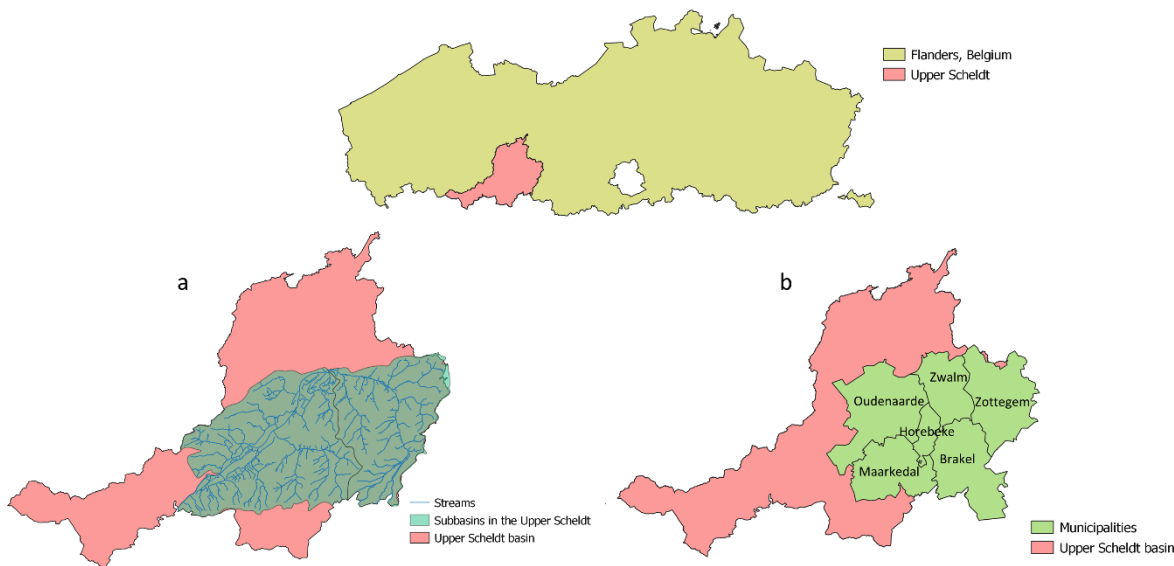 Flanders, Belgium
Upper Scheldt
a
Streams
Subbasins in the Upper Scheldt
Upper Scheldt basin
b
Zwalm
Oudenaarde
Zottegem
Horebeke
Brakel
Maarkedal
Municipalities
Upper Scheldt basin